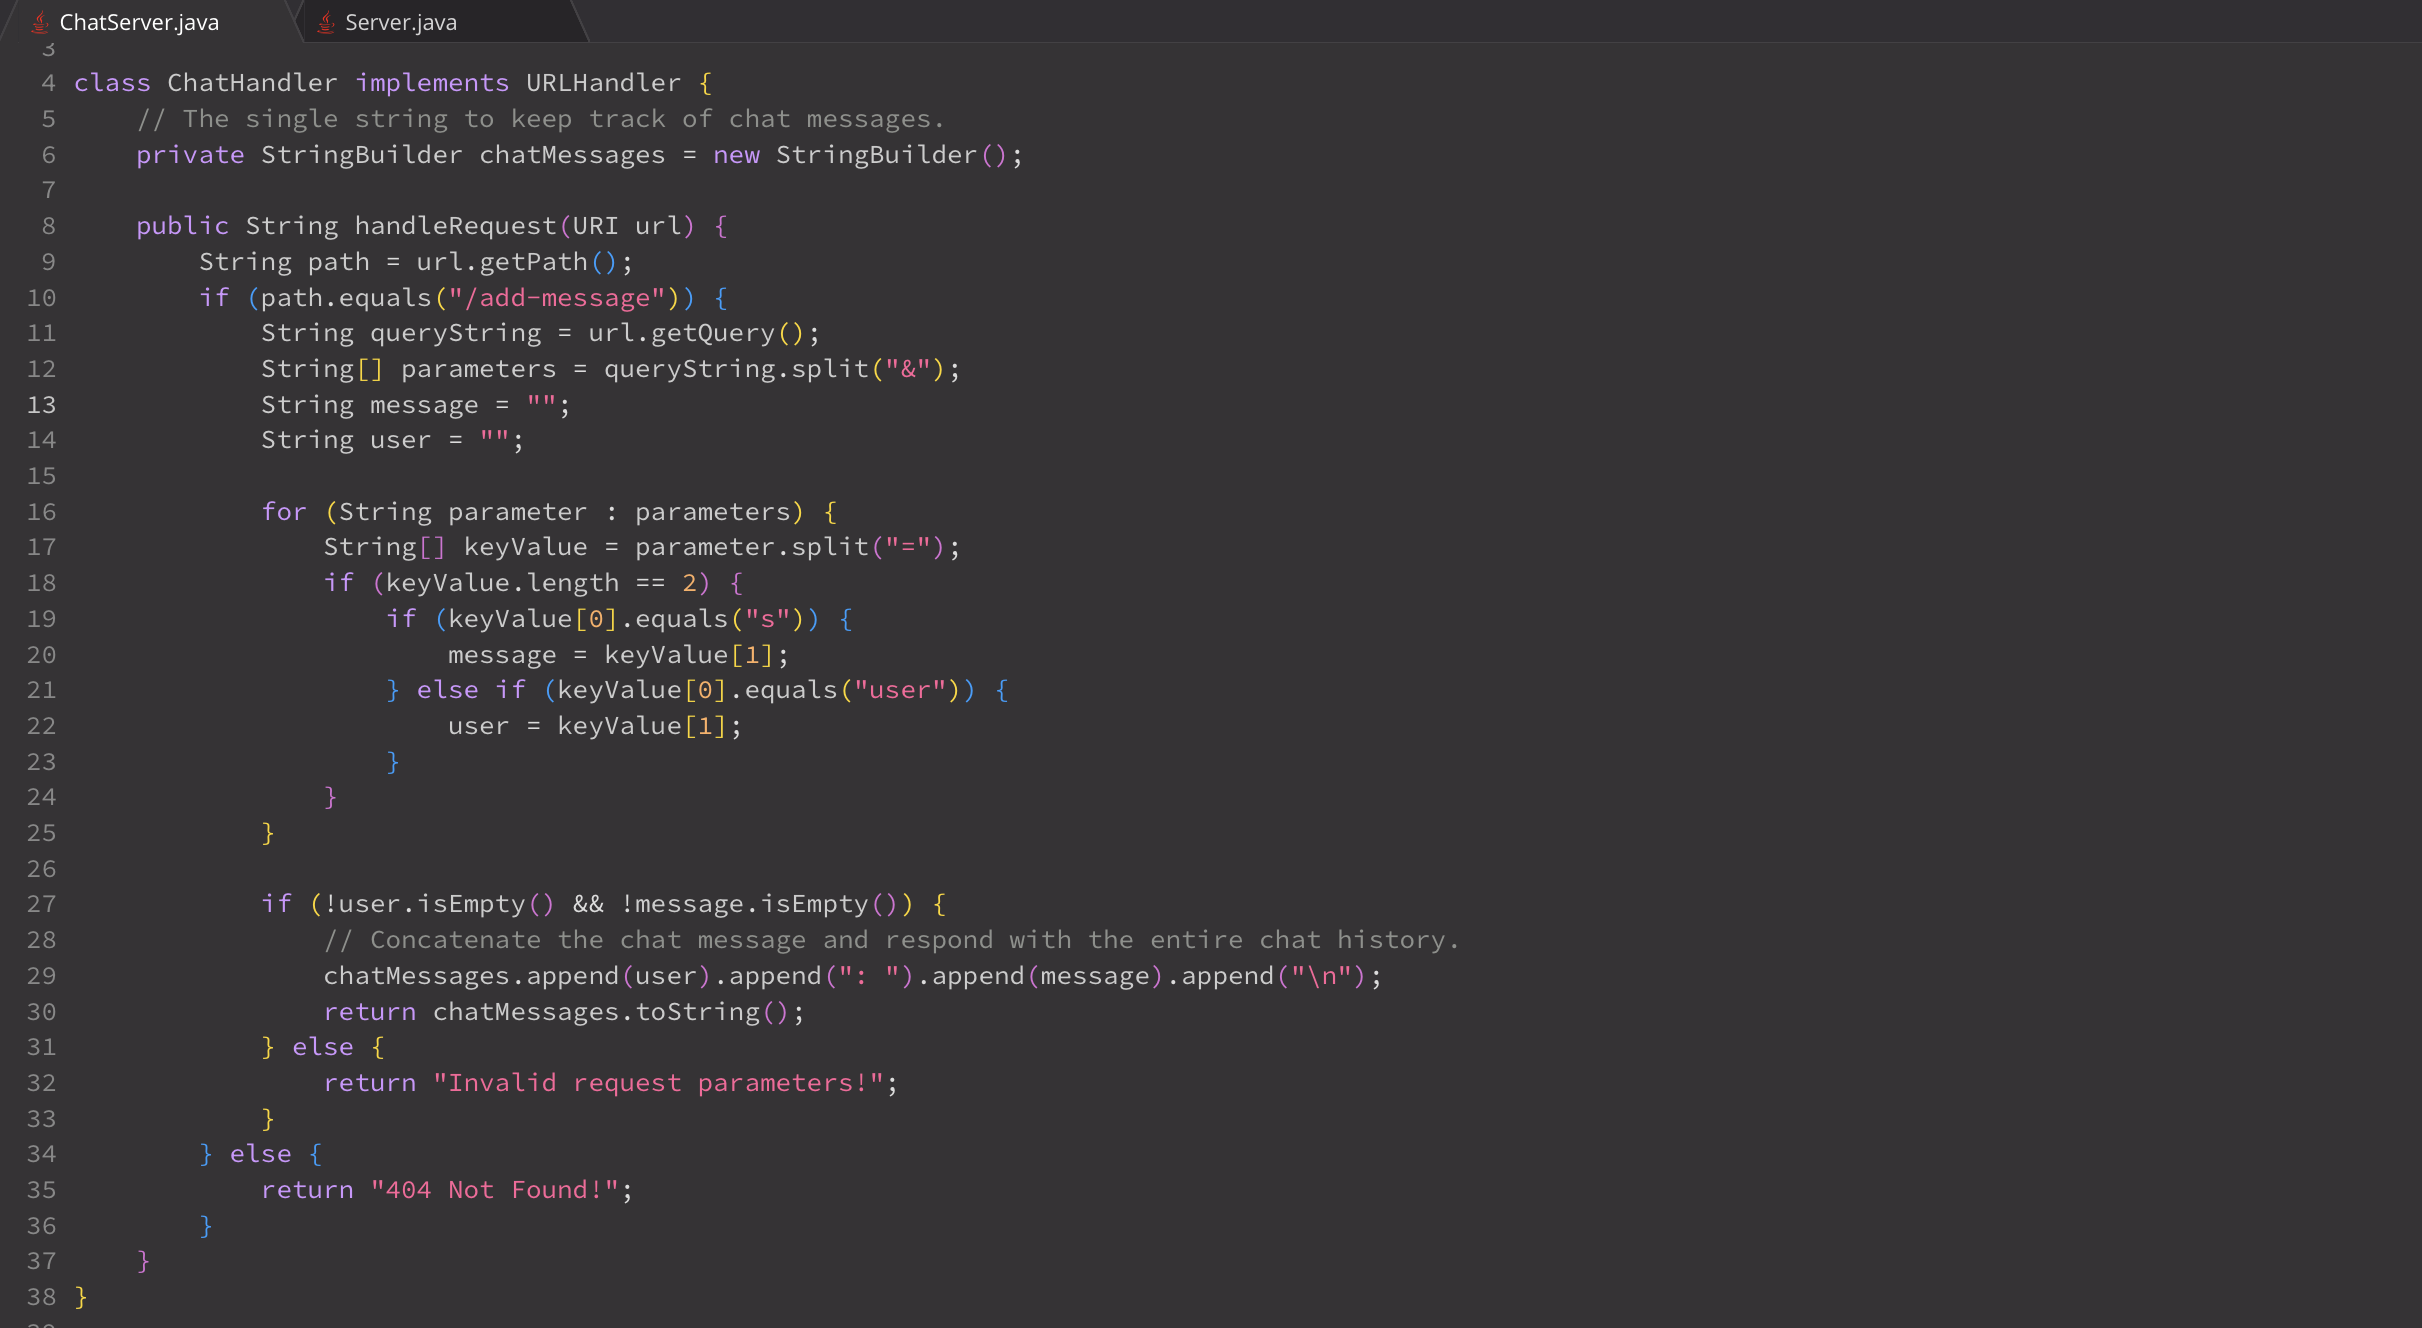 ChatServer.java
Server.java
3
4 class ChatHandler implements URLHandler {
5     // The single string to keep track of chat messages.
6     private StringBuilder chatMessages = new StringBuilder();
7
8     public String handleRequest(URI url) {
9         String path = url.getPath();
10         if (path.equals("/add-message")) {
11             String queryString = url.getQuery();
12             String[] parameters = queryString.split("&");
13             String message = "";
14             String user = "";
15
16             for (String parameter : parameters) {
17                 String[] keyValue = parameter.split("=");
18                 if (keyValue.length == 2) {
19                     if (keyValue[0].equals("s")) {
20                         message = keyValue[1];
21                     } else if (keyValue[0].equals("user")) {
22                         user = keyValue[1];
23                     }
24                 }
25             }
26
27             if (!user.isEmpty() && !message.isEmpty()) {
28                 // Concatenate the chat message and respond with the entire chat history.
29                 chatMessages.append(user).append(": ").append(message).append("\n");
30                 return chatMessages.toString();
31             } else {
32                 return "Invalid request parameters!";
33             }
34         } else {
35             return "404 Not Found!";
36         }
37     }
38 }